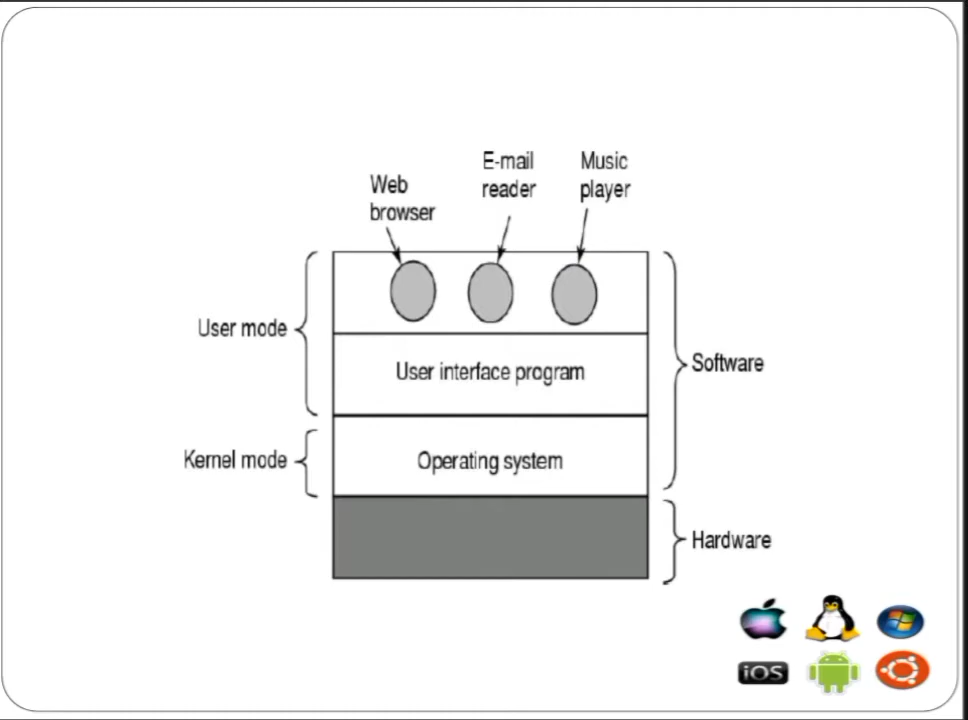 E-mail
reader
Music
player
Web
browser
User mode
User interface program
Software
Kernel mode
Operating system
Hardware
iOS